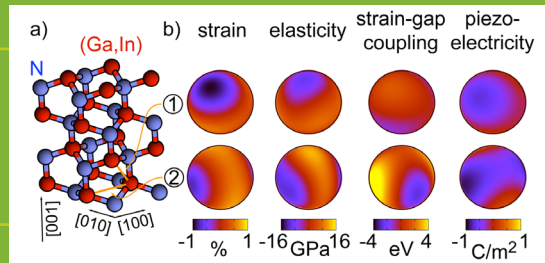 a)
(Ga,In)
N
[001]
[010]
[100]
b)
strain
elasticity
strain-gap
coupling
piezo-
electricity
①
②
-1 % 1
-16 GPa 16
-4 eV 4
-1 C/m² 1